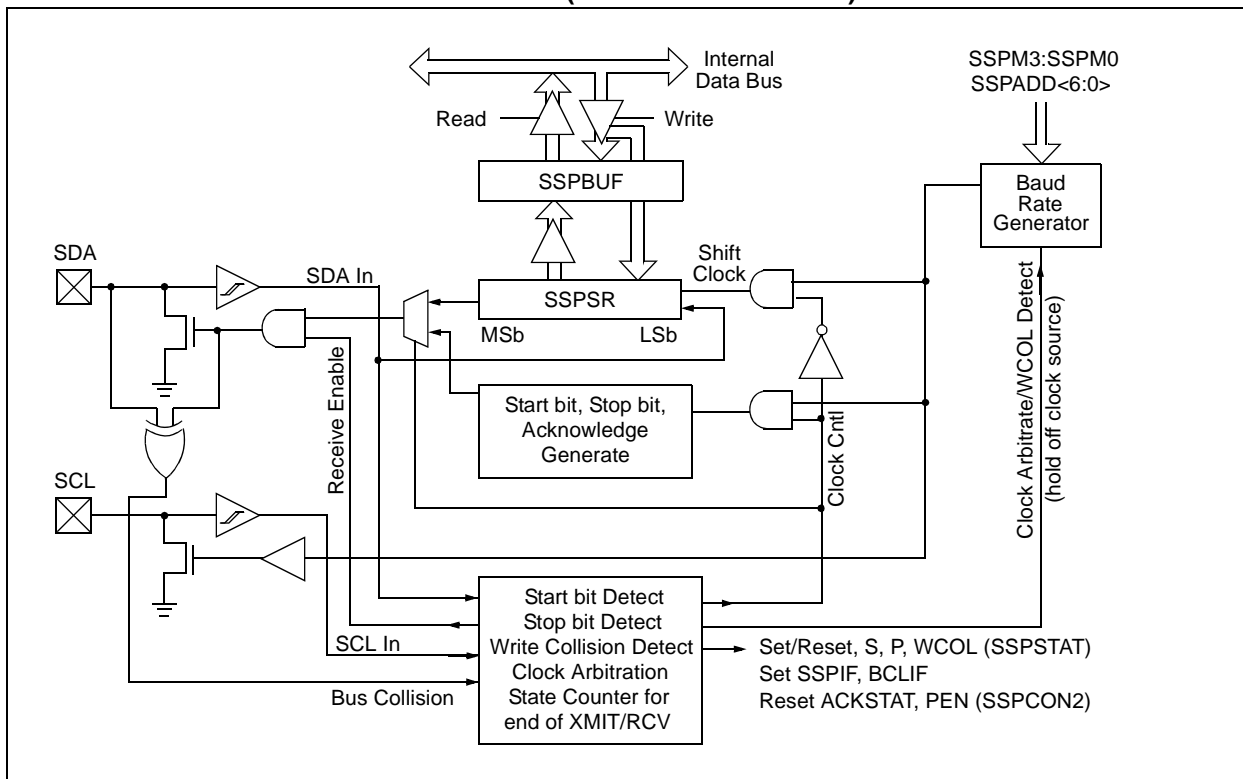 Internal
Data Bus
SSPM3:SSPM0
SSPADD<6:0>
Read
Write
SSPBUF
Baud
Rate
Generator
SDA
SDA In
Shift
Clock
SSPSR
MSb
LSb
Receive Enable
Start bit, Stop bit,
Acknowledge
Generate
Clock Cntl
Clock Arbitrate/WCOL Detect
(hold off clock source)
SCL
SCL In
Bus Collision
Start bit Detect
Stop bit Detect
Write Collision Detect
Clock Arbitration
State Counter for
end of XMIT/RCV
Set/Reset, S, P, WCOL (SSPSTAT)
Set SSPIF, BCLIF
Reset ACKSTAT, PEN (SSPCON2)